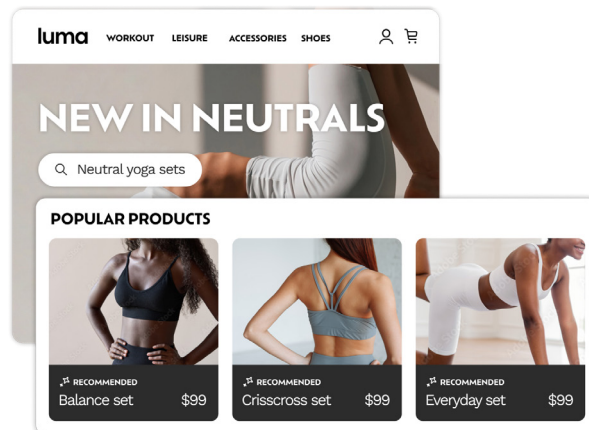 luma WORKOUT LEISURE ACCESSORIES SHOES
NEW IN NEUTRALS
Neutral yoga sets
POPULAR PRODUCTS
RECOMMENDED
Balance set $99
RECOMMENDED
Crisscross set $99
RECOMMENDED
Everyday set $99